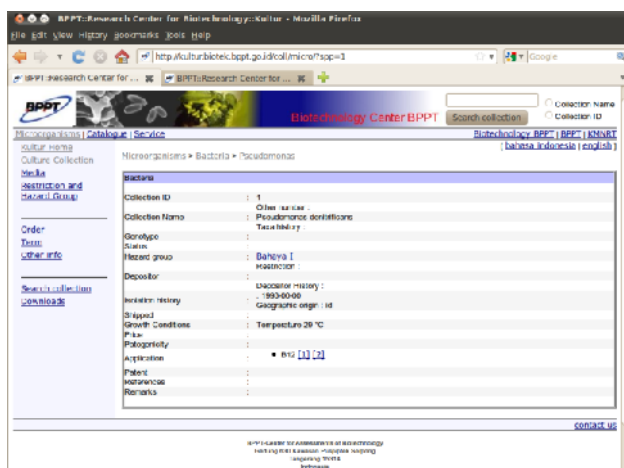 BPPT::Research Center for Biotechnology::Kultur - Mozilla Firefox
File Edit View History Bookmarks Tools Help
http://kultur.biotek.bppt.go.id/coll/micro/?spp=1
Google
BPPT::Research Center for ...
BPPT::Research Center for ...
BPPT
Biotechnology Center BPPT
Search collection
Collection Name
Collection ID
Microorganisms | Catalogue | Service
Biotechnology BPPT | BPPT | KMNRT
[ bahasa indonesia | english ]
Kultur Home
Culture Collection
Media
Restriction and
Hazard Group
Order
Term
Other info
Search collection
Downloads
Microorganisms ▸ Bacteria ▸ Pseudomonas
Bacteria
Collection ID : 1
Other number :
Collection Name : Pseudomonas denitrificans
Taxa history :
Genotype :
Status :
Hazard group : Bahaya I
Restriction :
Depositor :
Depositor History :
Isolation history : , 1993-00-00
Geographic origin : Id
Shipped :
Growth Conditions : Temperature 29 °C
Price :
Patogenicity :
Application : • B12 [1] [2]
Patent :
References :
Remarks :
contact us
Indonesia